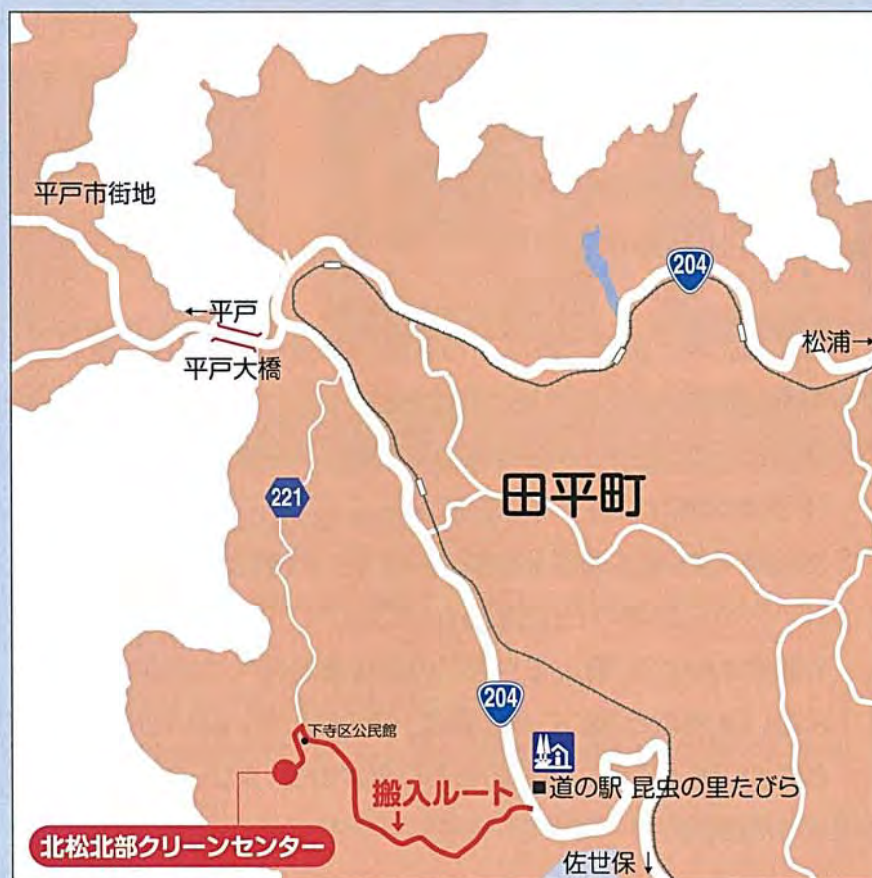 平戸市街地
204
←平戸
松浦→
平戸大橋
田平町
221
204
下寺区公民館
■道の駅 昆虫の里たびら
搬入ルート
↓
北松北部クリーンセンター
佐世保↓